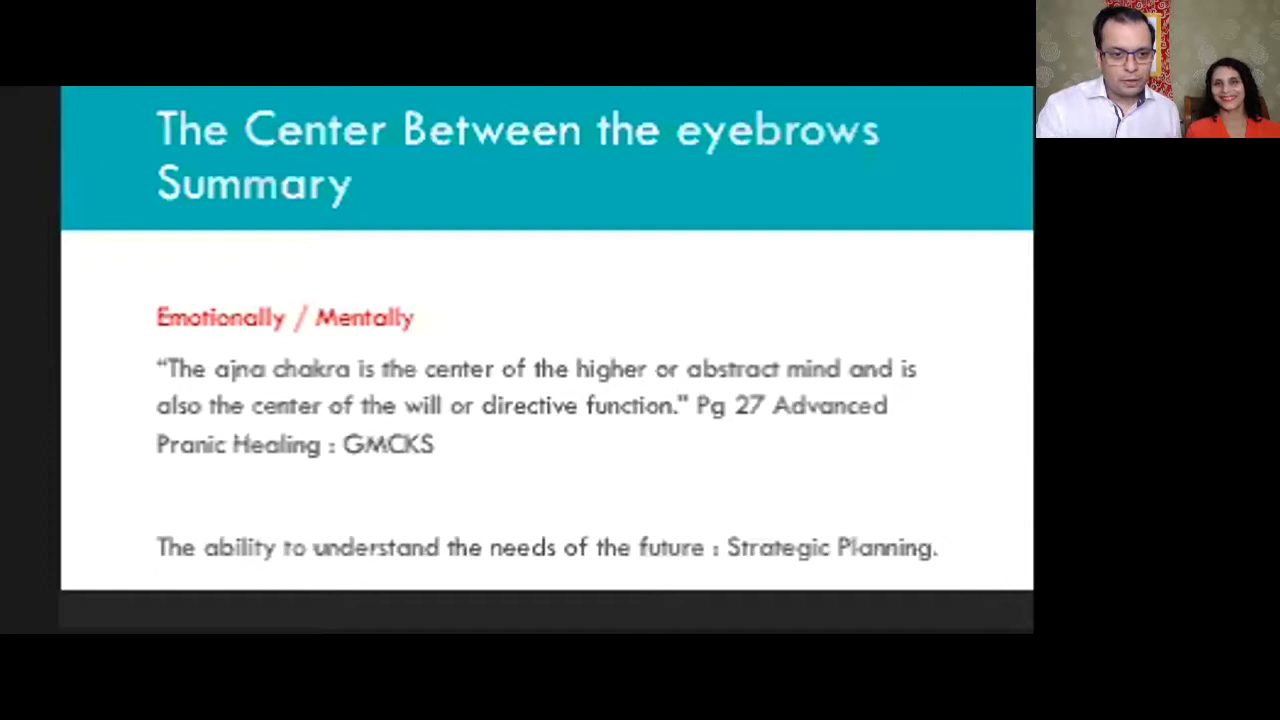 The Center Between the eyebrows
Summary
Emotionally / Mentally
“The ajna chakra is the center of the higher or abstract mind and is
also the center of the will or directive function." Pg 27 Advanced
Pranic Healing : GMCKS
The ability to understand the needs of the future : Strategic Planning.